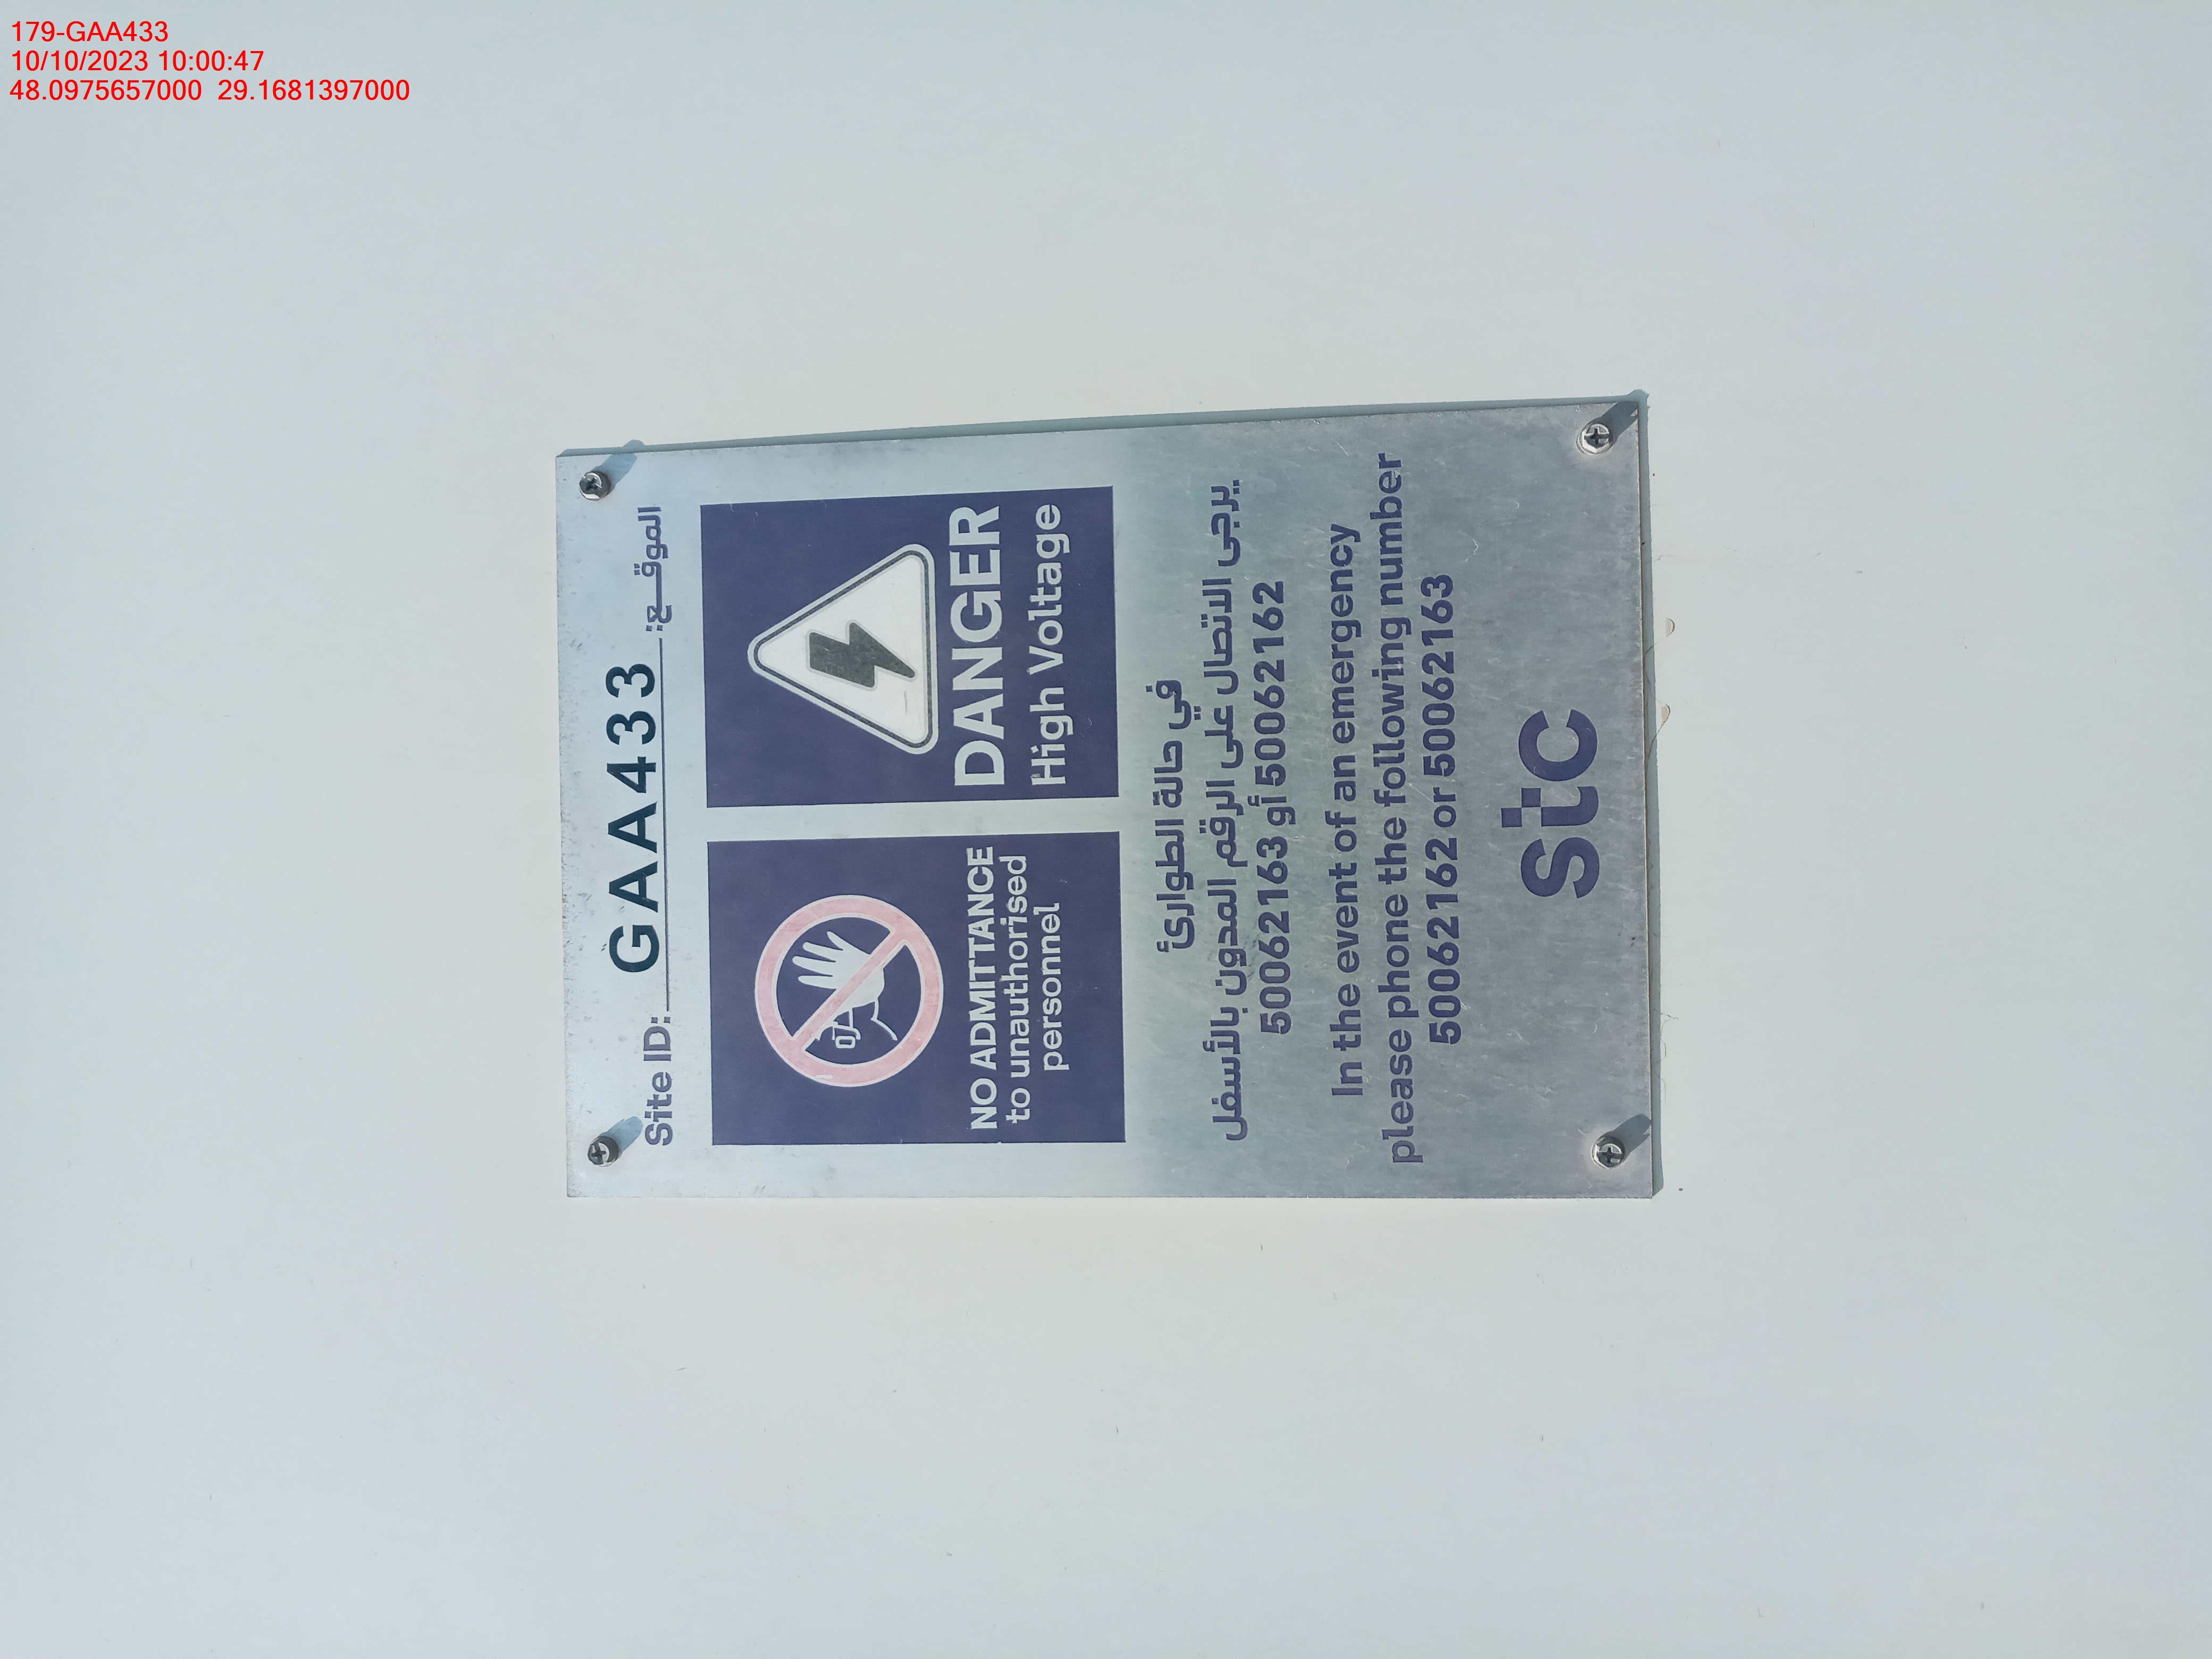 179-GAA433
10/10/2023 10:00:47
48.0975657000 29.1681397000
Site ID: GAA433 الموقــع:
NO ADMITTANCE
to unauthorised
personnel
DANGER
High Voltage
في حالة الطوارئ
يرجى الاتصال على الرقم المدون بالأسفل
50062163 أو 50062162
In the event of an emergency
please phone the following number
50062162 or 50062163
stc